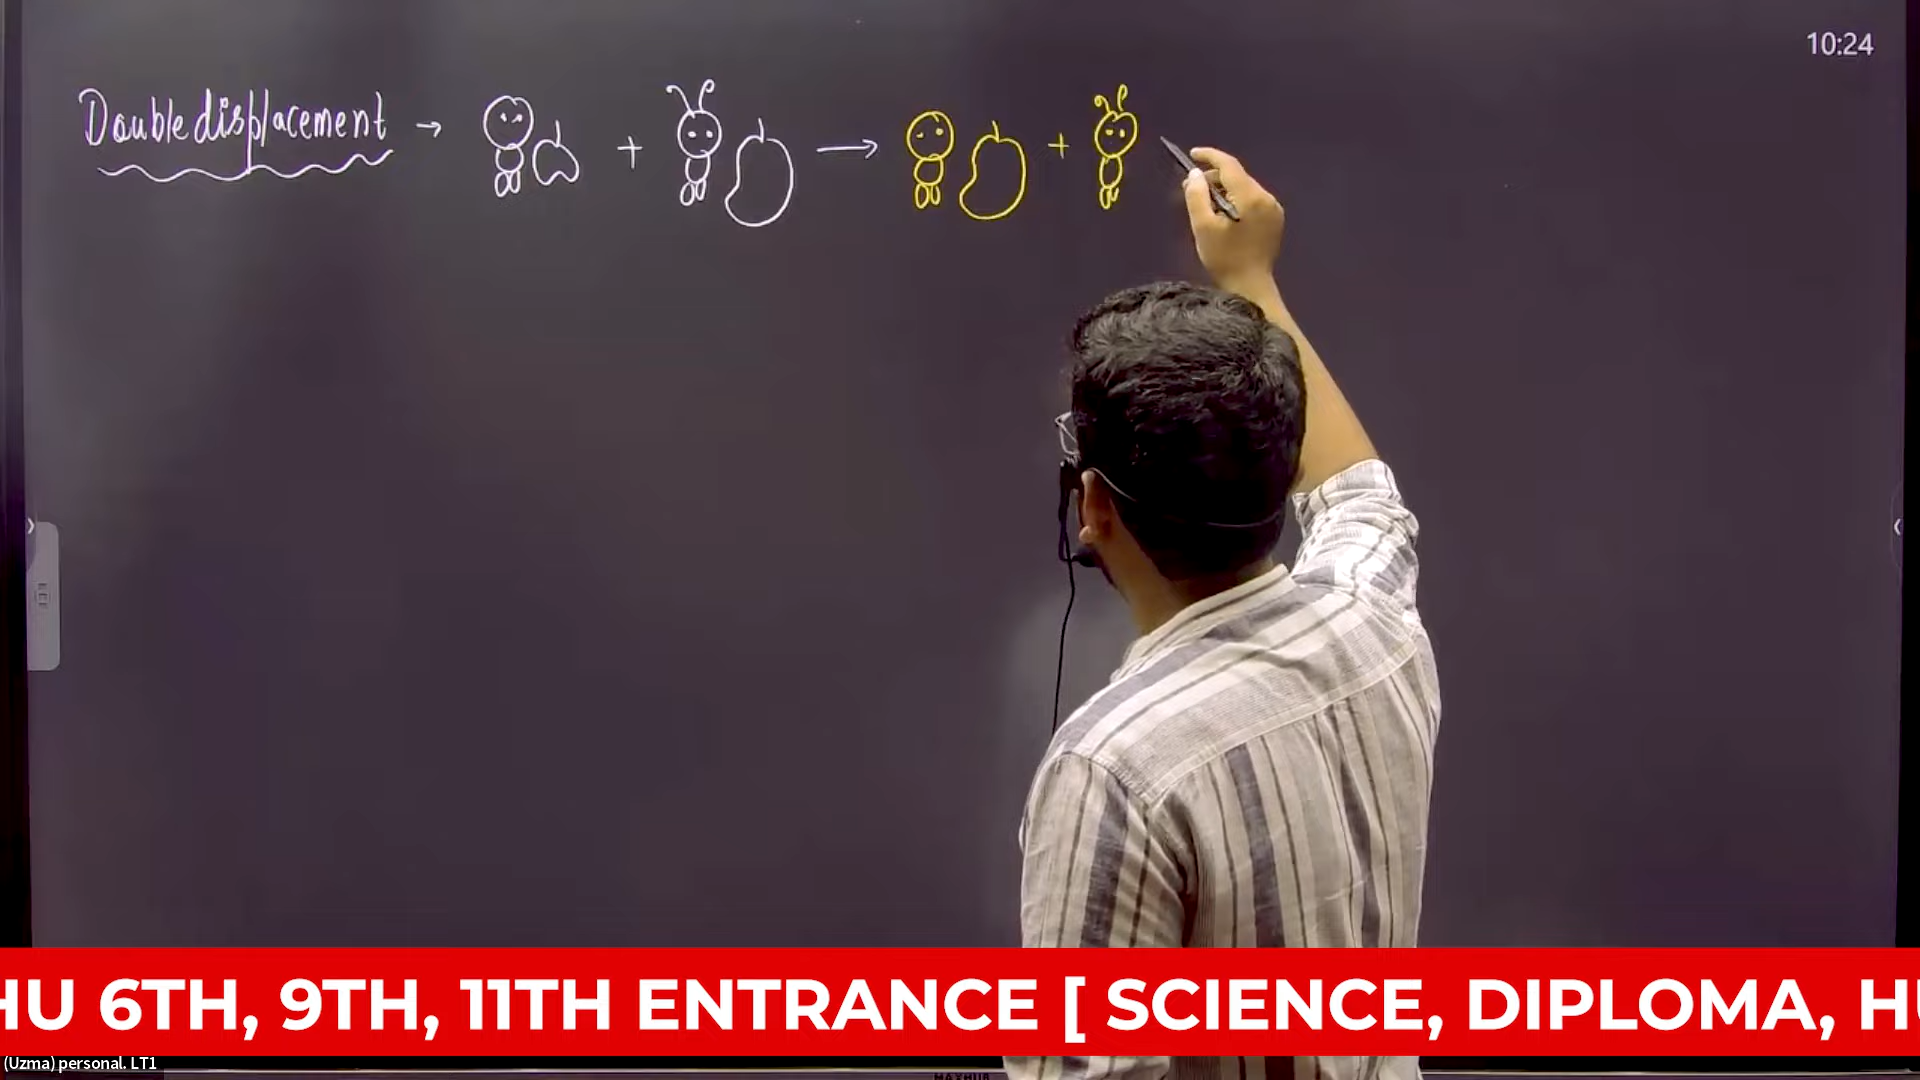 10:24
Double displacement → + → +
HU 6TH, 9TH, 11TH ENTRANCE [ SCIENCE, DIPLOMA, HU
(Uzma) personal. LT1